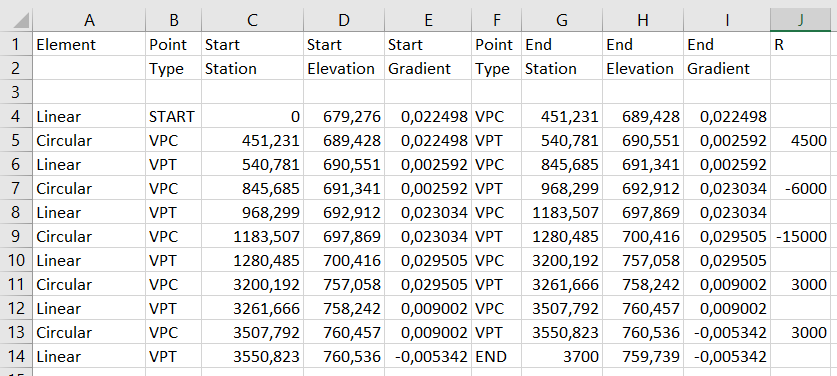 A B C D E F G H I J
1 Element Point Start Start Start Point End End End R
2 Type Station Elevation Gradient Type Station Elevation Gradient
3
4 Linear START 0 679,276 0,022498 VPC 451,231 689,428 0,022498
5 Circular VPC 451,231 689,428 0,022498 VPT 540,781 690,551 0,002592 4500
6 Linear VPT 540,781 690,551 0,002592 VPC 845,685 691,341 0,002592
7 Circular VPC 845,685 691,341 0,002592 VPT 968,299 692,912 0,023034 -6000
8 Linear VPT 968,299 692,912 0,023034 VPC 1183,507 697,869 0,023034
9 Circular VPC 1183,507 697,869 0,023034 VPT 1280,485 700,416 0,029505 -15000
10 Linear VPT 1280,485 700,416 0,029505 VPC 3200,192 757,058 0,029505
11 Circular VPC 3200,192 757,058 0,029505 VPT 3261,666 758,242 0,009002 3000
12 Linear VPT 3261,666 758,242 0,009002 VPC 3507,792 760,457 0,009002
13 Circular VPC 3507,792 760,457 0,009002 VPT 3550,823 760,536 -0,005342 3000
14 Linear VPT 3550,823 760,536 -0,005342 END 3700 759,739 -0,005342